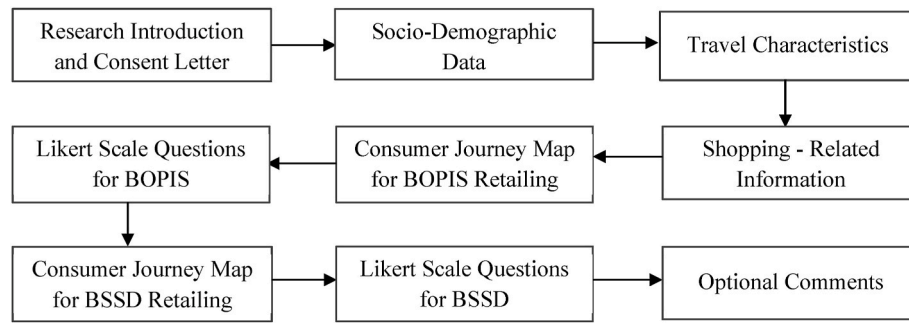 Research Introduction
and Consent Letter
Socio-Demographic
Data
Travel Characteristics
Shopping - Related
Information
Consumer Journey Map
for BOPIS Retailing
Likert Scale Questions
for BOPIS
Consumer Journey Map
for BSSD Retailing
Likert Scale Questions
for BSSD
Optional Comments